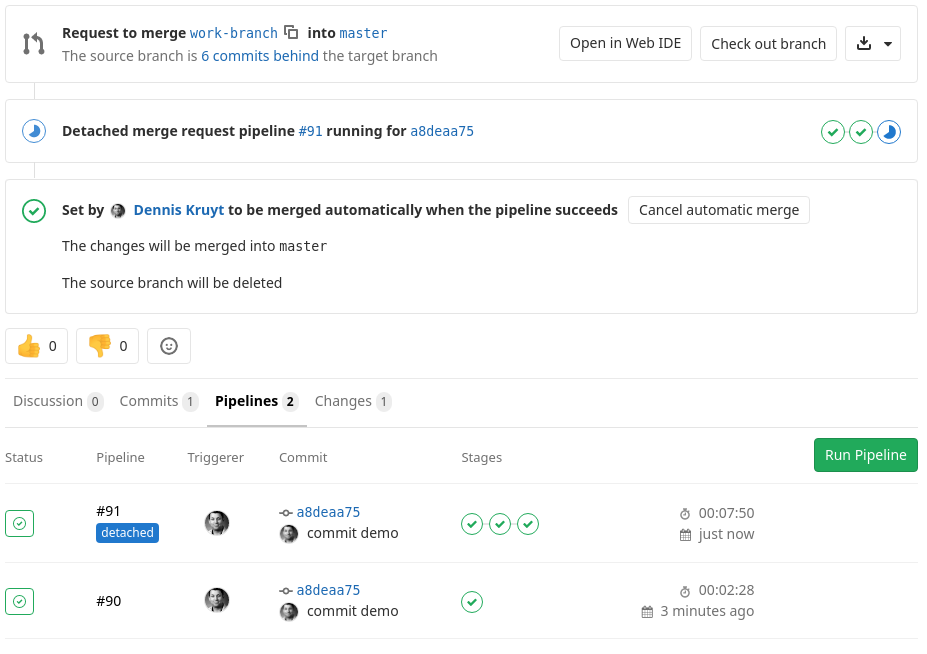 Request to merge work-branch into master
The source branch is 6 commits behind the target branch
Open in Web IDE
Check out branch
Detached merge request pipeline #91 running for a8deaa75
Set by Dennis Kruyt to be merged automatically when the pipeline succeeds
Cancel automatic merge
The changes will be merged into master
The source branch will be deleted
0
0
Discussion 0 Commits 1 Pipelines 2 Changes 1
Status Pipeline Triggerer Commit Stages
Run Pipeline
#91
detached
a8deaa75
commit demo
00:07:50
just now
#90
a8deaa75
commit demo
00:02:28
3 minutes ago